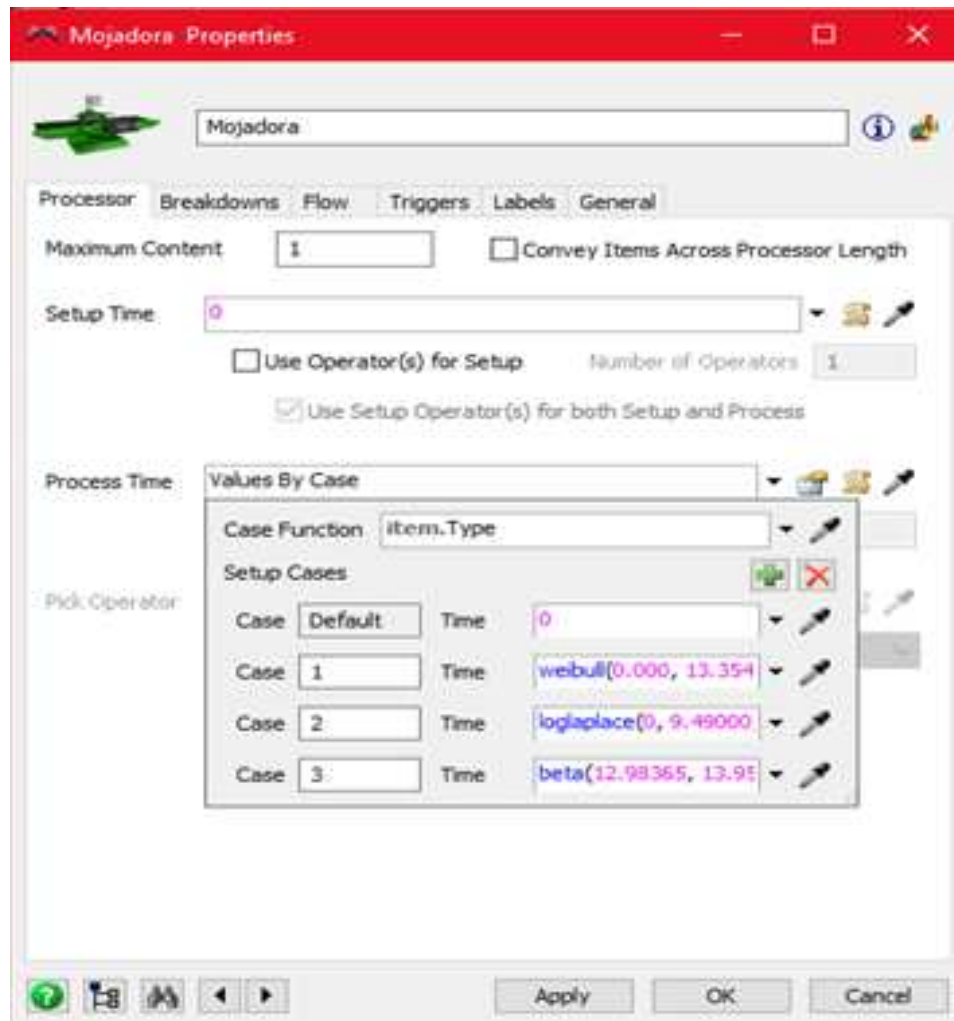 Mojadora Properties
Mojadora
Processor Breakdowns Flow Triggers Labels General
Maximum Content 1 Convey Items Across Processor Length
Setup Time 0
Use Operator(s) for Setup Number of Operators 1
Use Setup Operator(s) for both Setup and Process
Process Time Values By Case
Case Function item.Type
Setup Cases
Pick Operator
Case Default Time 0
Case 1 Time weibull(0.000, 13.354
Case 2 Time loglaplace(0, 9.49000
Case 3 Time beta(12.98365, 13.95
Apply OK Cancel